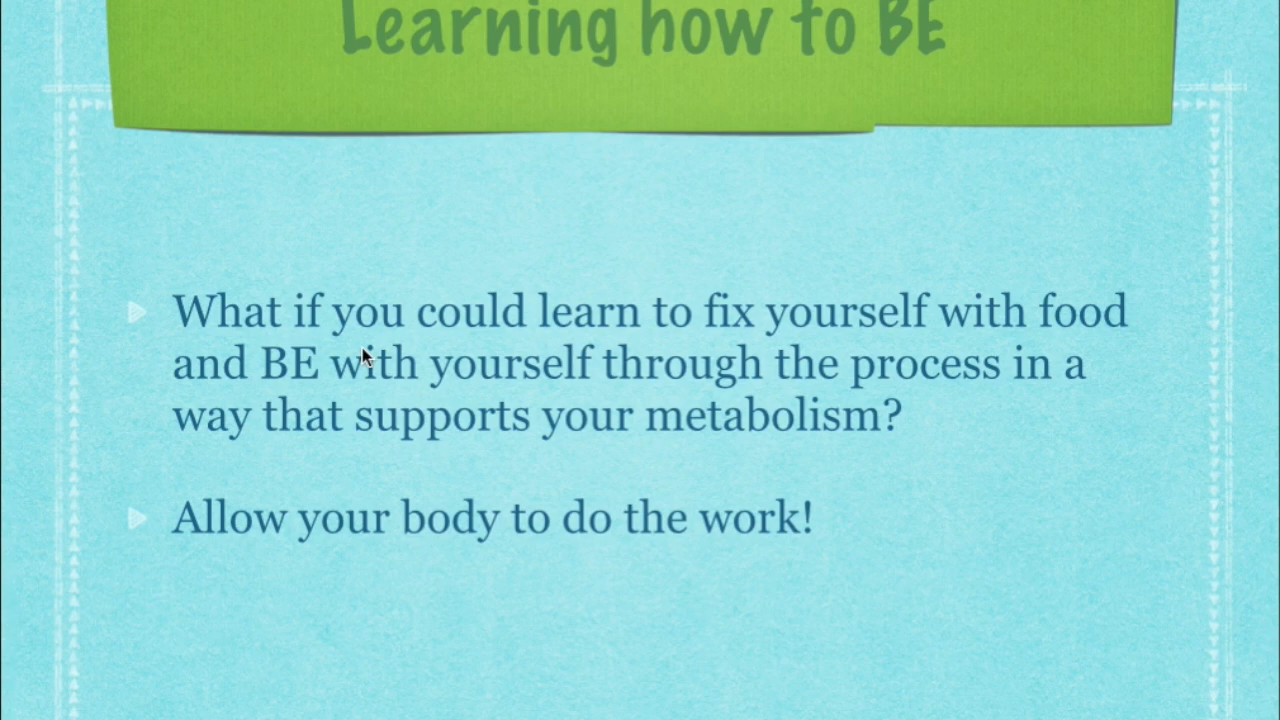 Learning how to BE
What if you could learn to fix yourself with food
and BE with yourself through the process in a
way that supports your metabolism?
Allow your body to do the work!